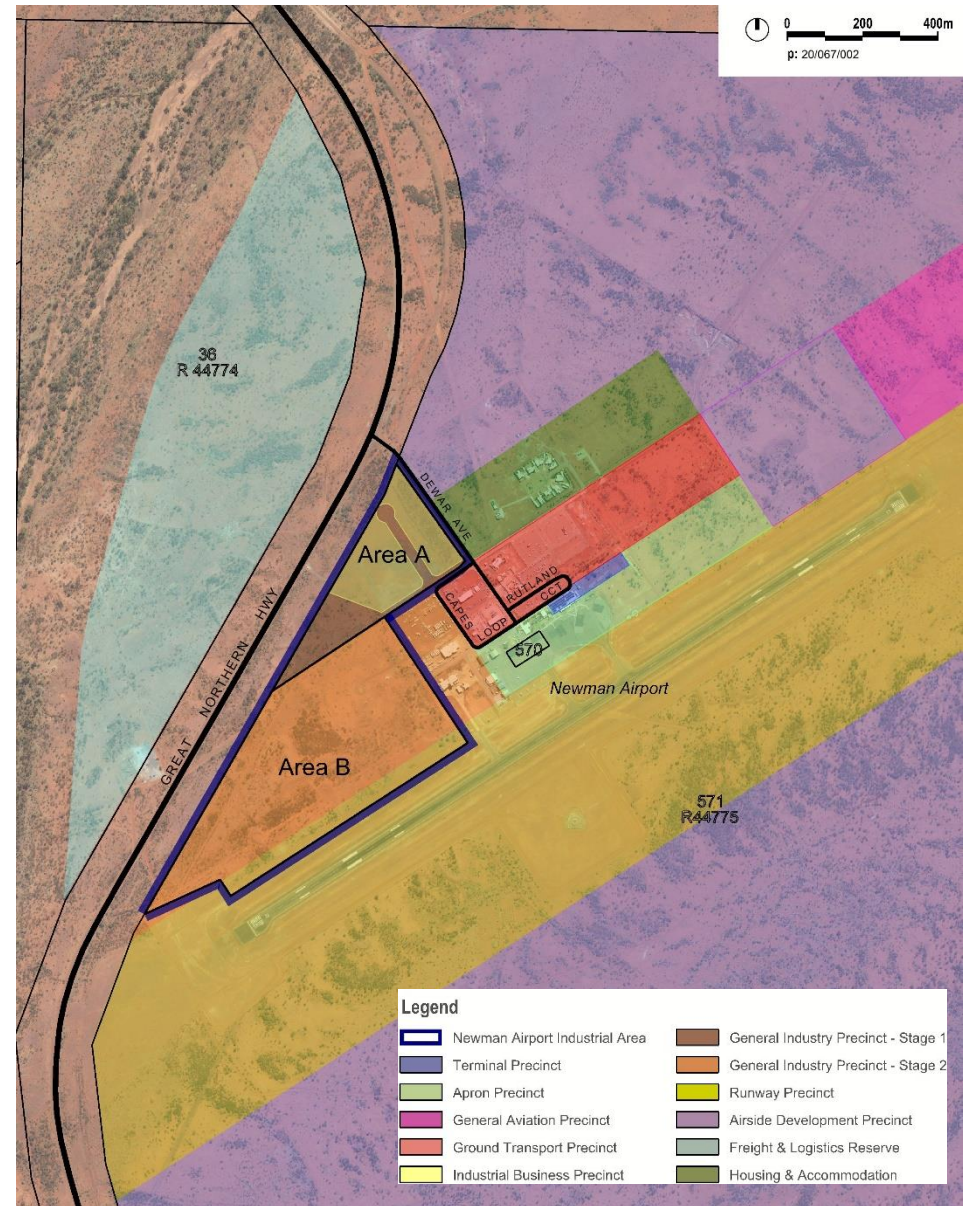 0 200 400m
p: 20/067/002
36
R 44774
DEWAR AVE
Area A
RUTLAND
CCT
CAPES
LOOP
570
GREAT NORTHERN HWY
Newman Airport
Area B
571
R44775
Legend
Newman Airport Industrial Area
Terminal Precinct
Apron Precinct
General Aviation Precinct
Ground Transport Precinct
Industrial Business Precinct
General Industry Precinct - Stage 1
General Industry Precinct - Stage 2
Runway Precinct
Airside Development Precinct
Freight & Logistics Reserve
Housing & Accommodation